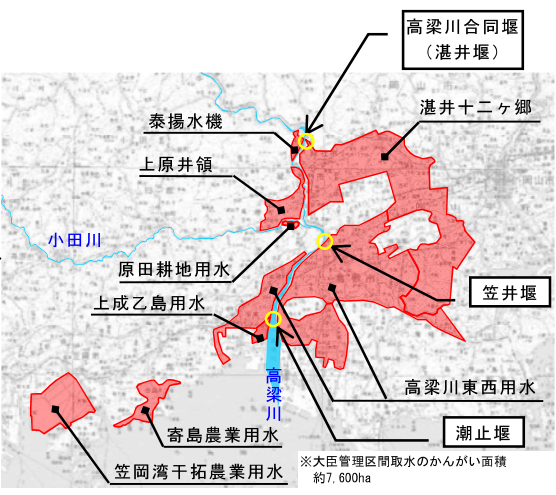 高梁川合同堰
（湛井堰）
湛井十二ヶ郷
泰揚水機
上原井領
小田川
原田耕地用水
笠井堰
上成乙島用水
高梁川
高梁川東西用水
潮止堰
寄島農業用水
笠岡湾干拓農業用水
※大臣管理区間取水のかんがい面積
約7,600ha